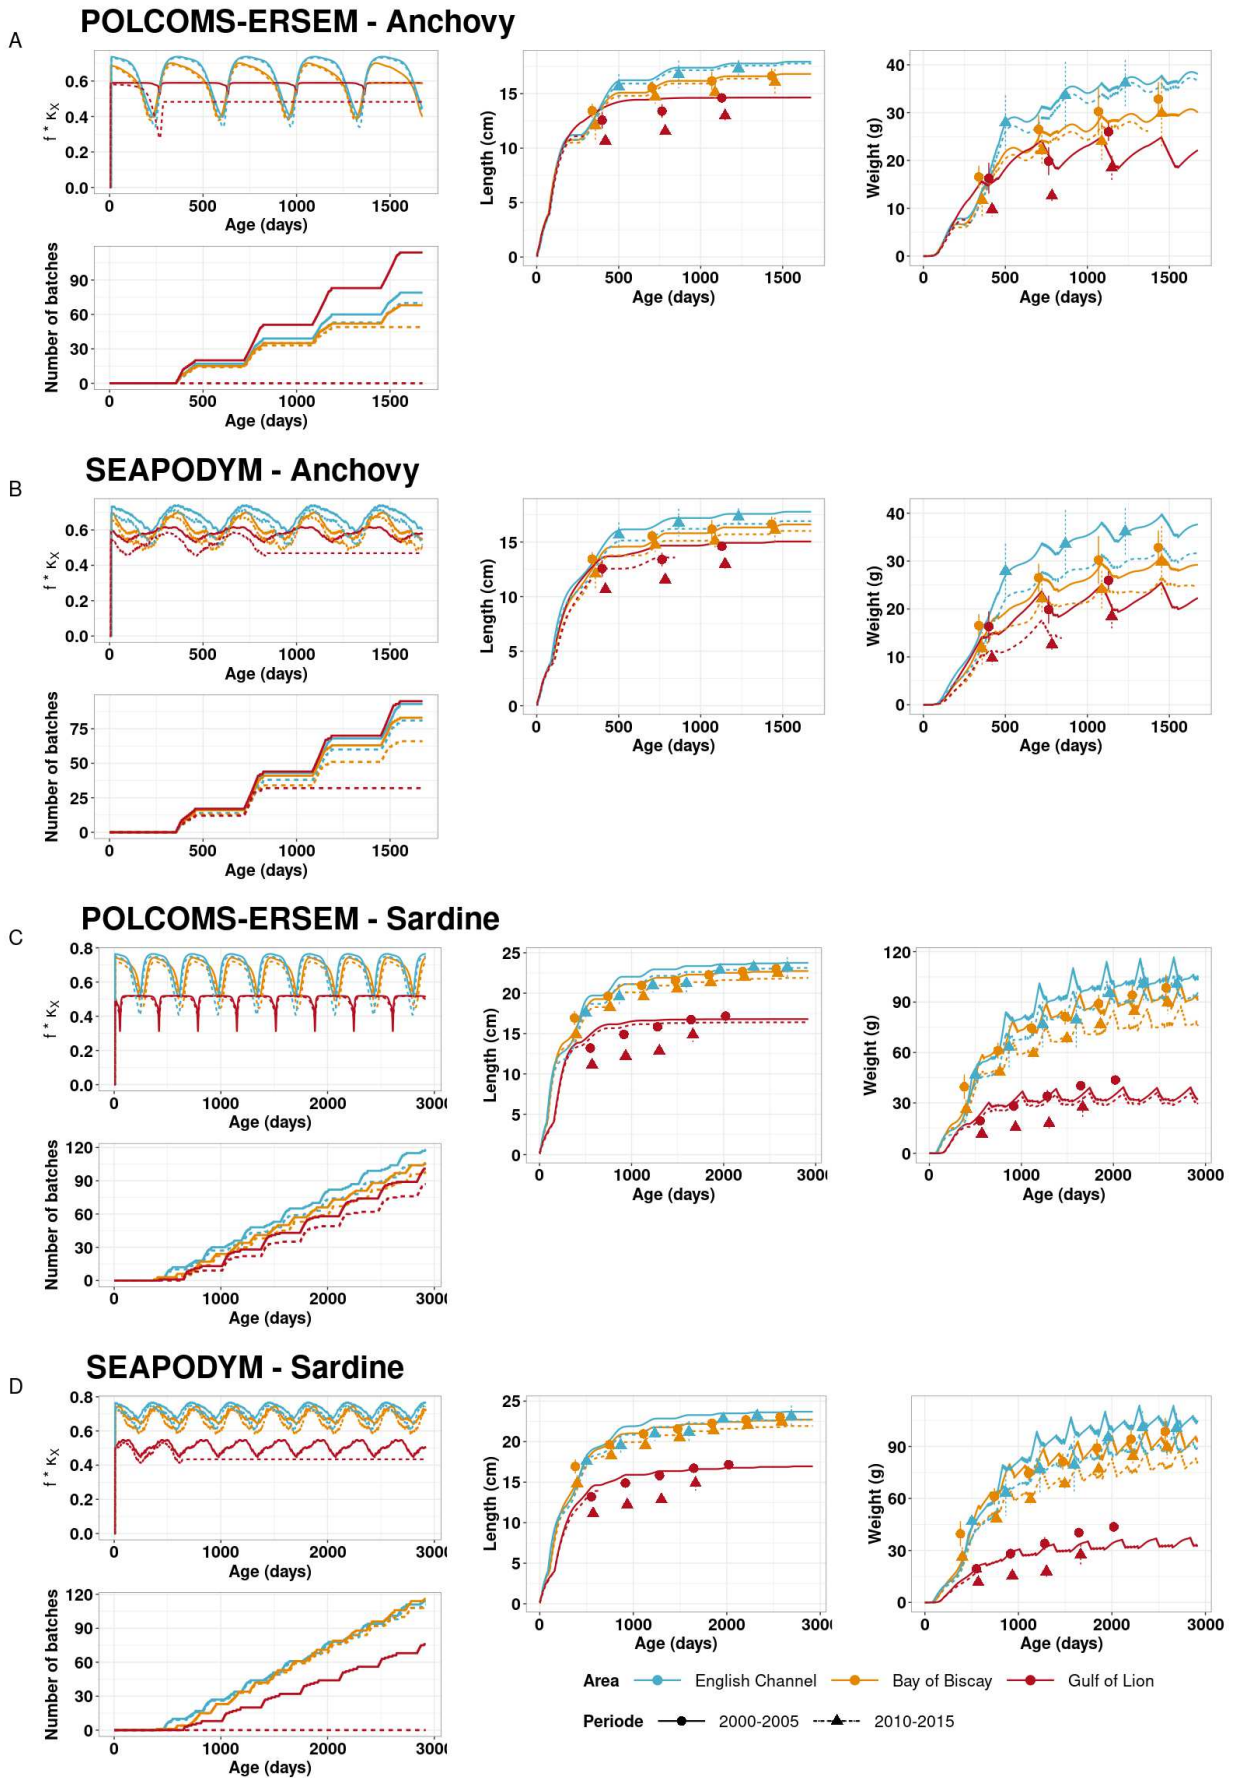 A
POLCOMS-ERSEM - Anchovy
f * κX
0.6
0.4
0.2
0.0
0 500 1000 1500
Age (days)
Number of batches
90
60
30
0
0 500 1000 1500
Age (days)
Length (cm)
15
10
5
0
0 500 1000 1500
Age (days)
Weight (g)
40
30
20
10
0
0 500 1000 1500
Age (days)
B
SEAPODYM - Anchovy
f * κX
0.6
0.4
0.2
0.0
0 500 1000 1500
Age (days)
Number of batches
75
50
25
0
0 500 1000 1500
Age (days)
Length (cm)
15
10
5
0
0 500 1000 1500
Age (days)
Weight (g)
40
30
20
10
0
0 500 1000 1500
Age (days)
C
POLCOMS-ERSEM - Sardine
f * κX
0.8
0.6
0.4
0.2
0.0
0 1000 2000 3000
Age (days)
Number of batches
120
90
60
30
0
0 1000 2000 300
Age (days)
Length (cm)
25
20
15
10
5
0
0 1000 2000 300
Age (days)
Weight (g)
120
90
60
30
0
0 1000 2000 3000
Age (days)
D
SEAPODYM - Sardine
f * κX
0.8
0.6
0.4
0.2
0.0
0 1000 2000 3000
Age (days)
Number of batches
120
90
60
30
0
0 1000 2000 300
Age (days)
Length (cm)
25
20
15
10
5
0
0 1000 2000 300
Age (days)
Weight (g)
90
60
30
0
0 1000 2000 3000
Age (days)
Area English Channel Bay of Biscay Gulf of Lion
Periode 2000-2005 2010-2015